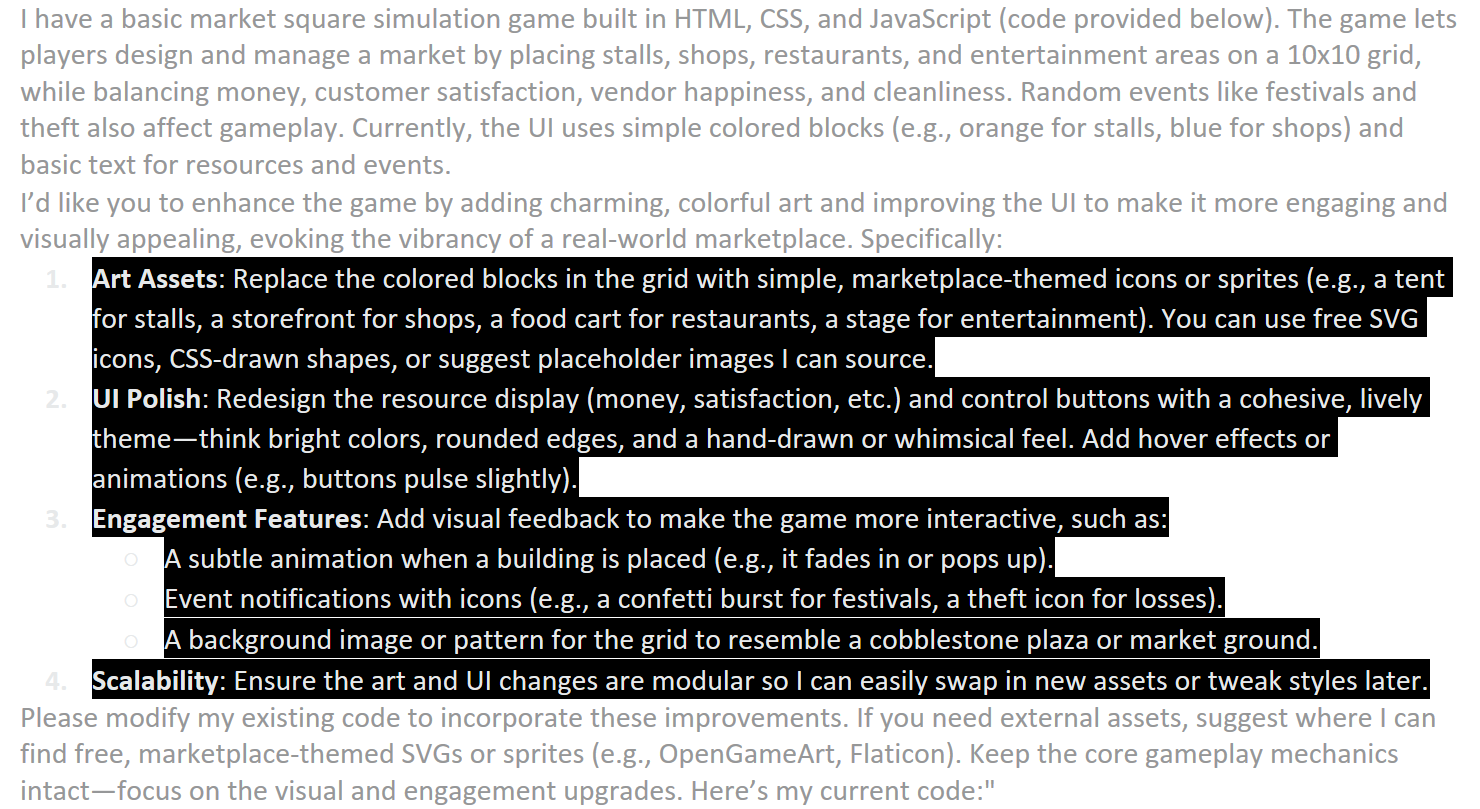 I have a basic market square simulation game built in HTML, CSS, and JavaScript (code provided below). The game lets
players design and manage a market by placing stalls, shops, restaurants, and entertainment areas on a 10x10 grid,
while balancing money, customer satisfaction, vendor happiness, and cleanliness. Random events like festivals and
theft also affect gameplay. Currently, the UI uses simple colored blocks (e.g., orange for stalls, blue for shops) and
basic text for resources and events.
I’d like you to enhance the game by adding charming, colorful art and improving the UI to make it more engaging and
visually appealing, evoking the vibrancy of a real-world marketplace. Specifically:
1. Art Assets: Replace the colored blocks in the grid with simple, marketplace-themed icons or sprites (e.g., a tent
for stalls, a storefront for shops, a food cart for restaurants, a stage for entertainment). You can use free SVG
icons, CSS-drawn shapes, or suggest placeholder images I can source.
2. UI Polish: Redesign the resource display (money, satisfaction, etc.) and control buttons with a cohesive, lively
theme—think bright colors, rounded edges, and a hand-drawn or whimsical feel. Add hover effects or
animations (e.g., buttons pulse slightly).
3. Engagement Features: Add visual feedback to make the game more interactive, such as:
○ A subtle animation when a building is placed (e.g., it fades in or pops up).
○ Event notifications with icons (e.g., a confetti burst for festivals, a theft icon for losses).
○ A background image or pattern for the grid to resemble a cobblestone plaza or market ground.
4. Scalability: Ensure the art and UI changes are modular so I can easily swap in new assets or tweak styles later.
Please modify my existing code to incorporate these improvements. If you need external assets, suggest where I can
find free, marketplace-themed SVGs or sprites (e.g., OpenGameArt, Flaticon). Keep the core gameplay mechanics
intact—focus on the visual and engagement upgrades. Here’s my current code:"